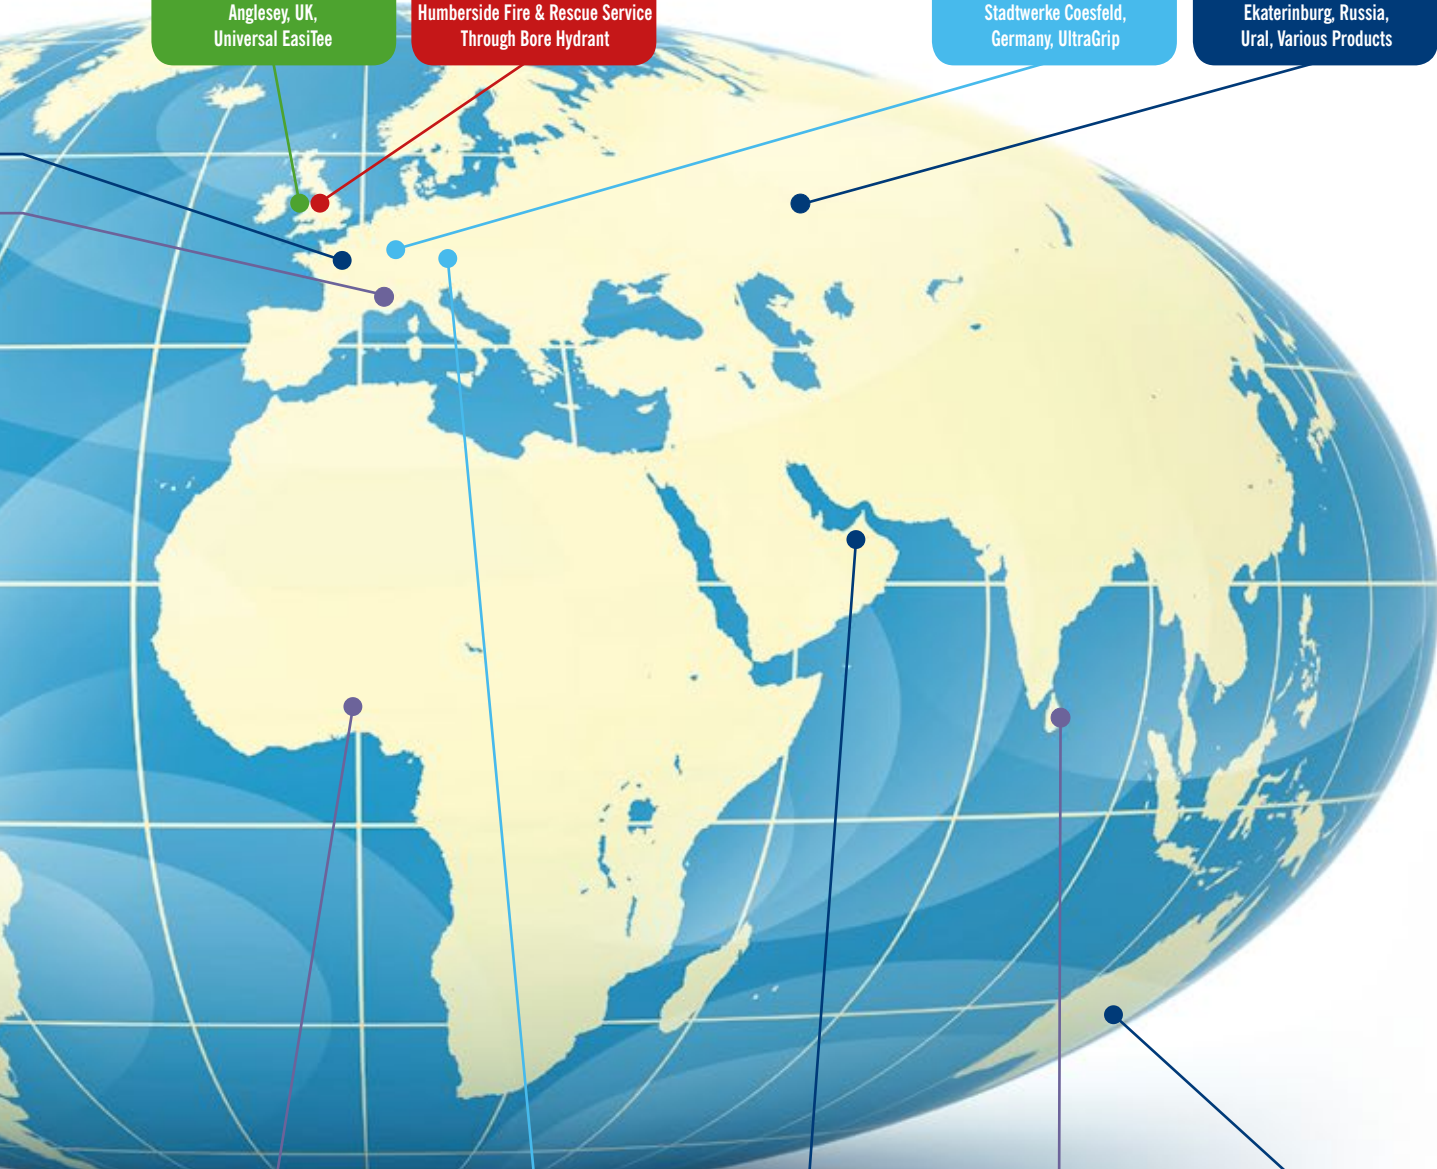 Anglesey, UK,
Universal EasiTee
Humberside Fire & Rescue Service
Through Bore Hydrant
Stadtwerke Coesfeld,
Germany, UltraGrip
Ekaterinburg, Russia,
Ural, Various Products